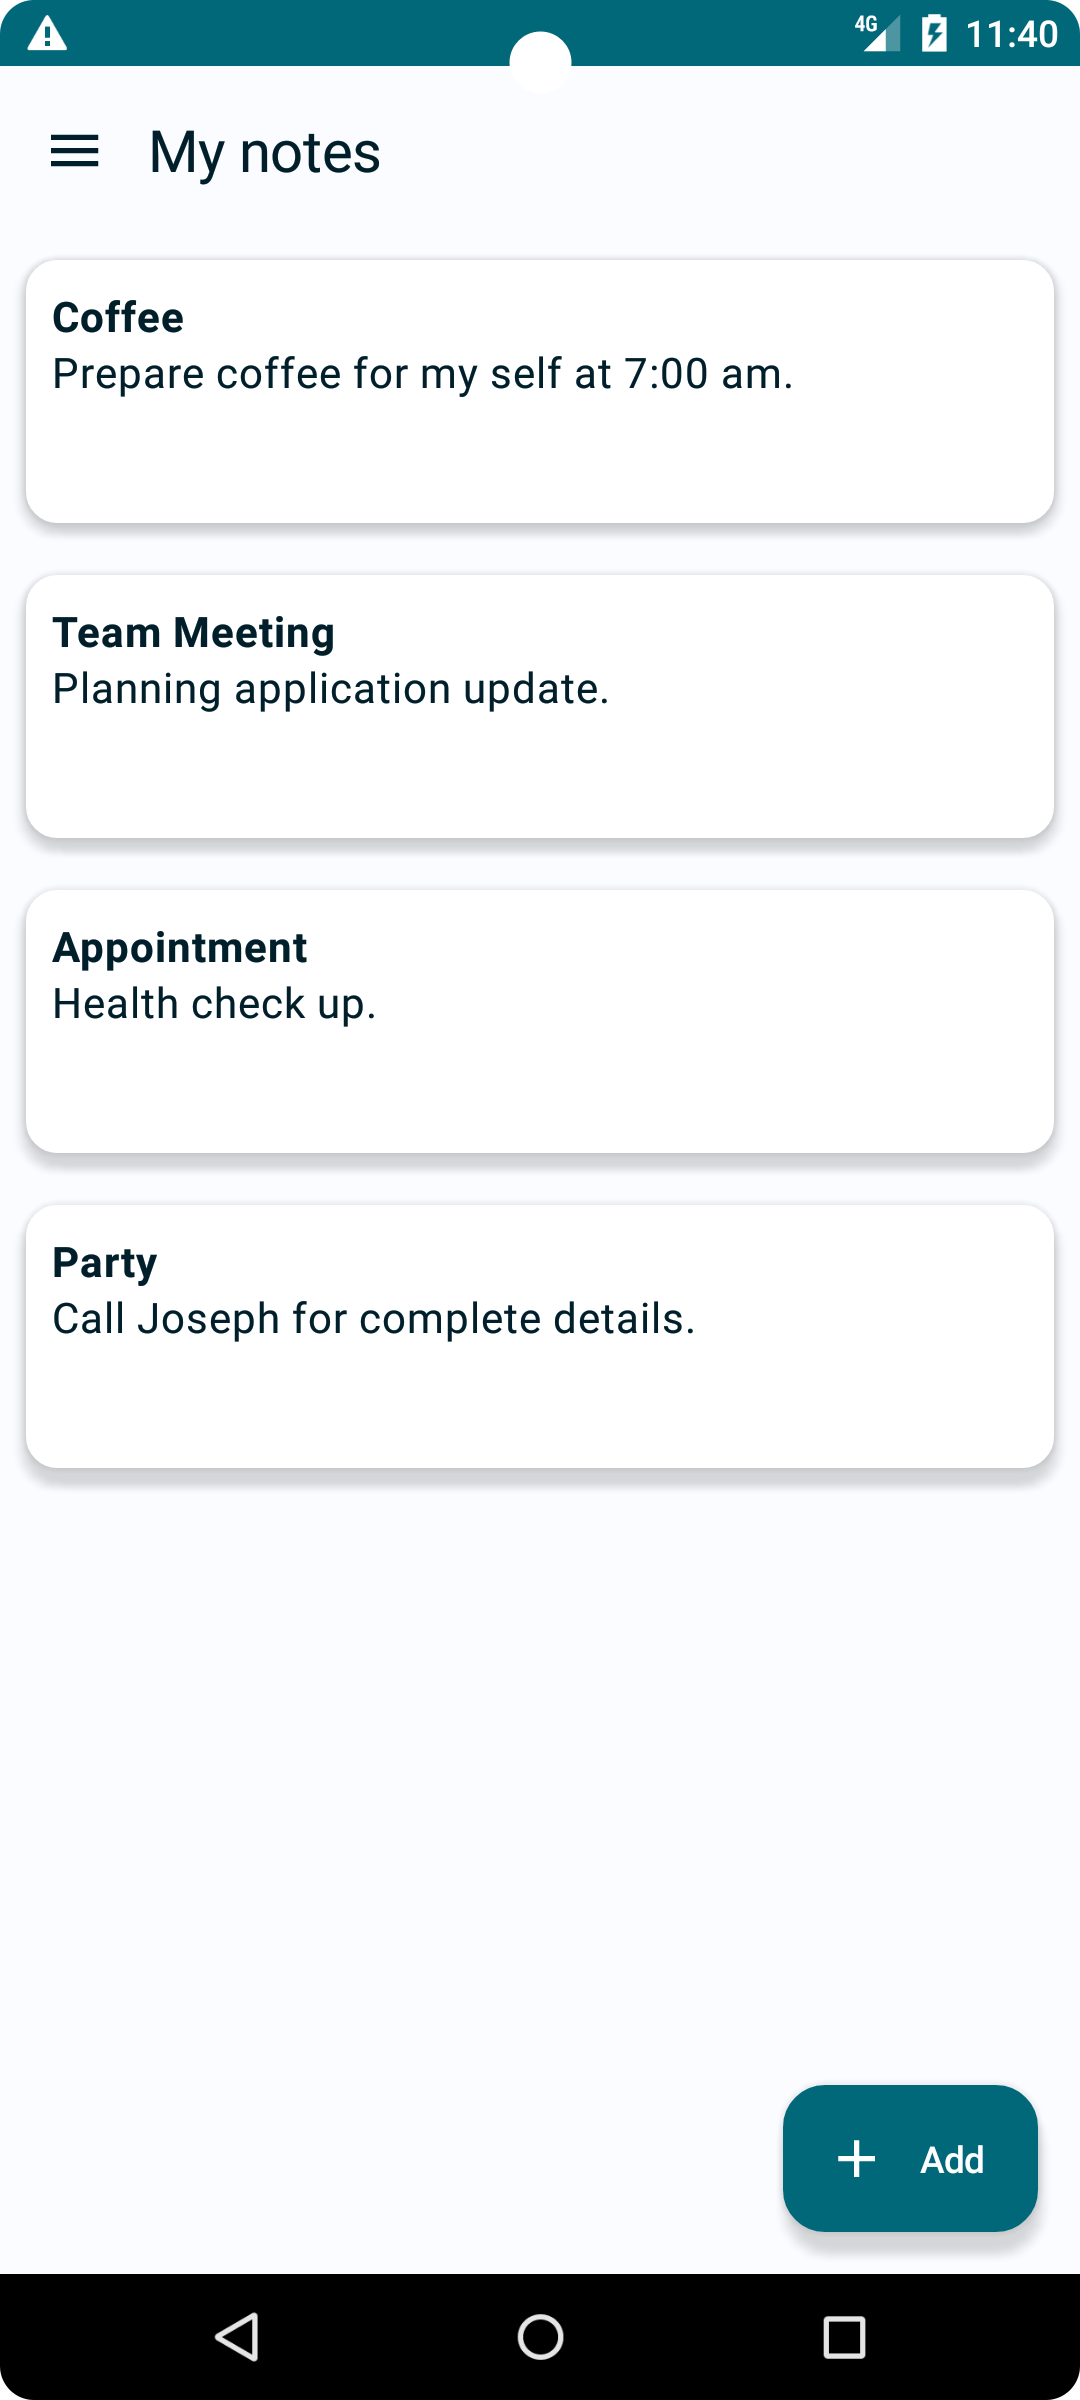 4G 11:40
My notes
Coffee
Prepare coffee for my self at 7:00 am.
Team Meeting
Planning application update.
Appointment
Health check up.
Party
Call Joseph for complete details.
Add